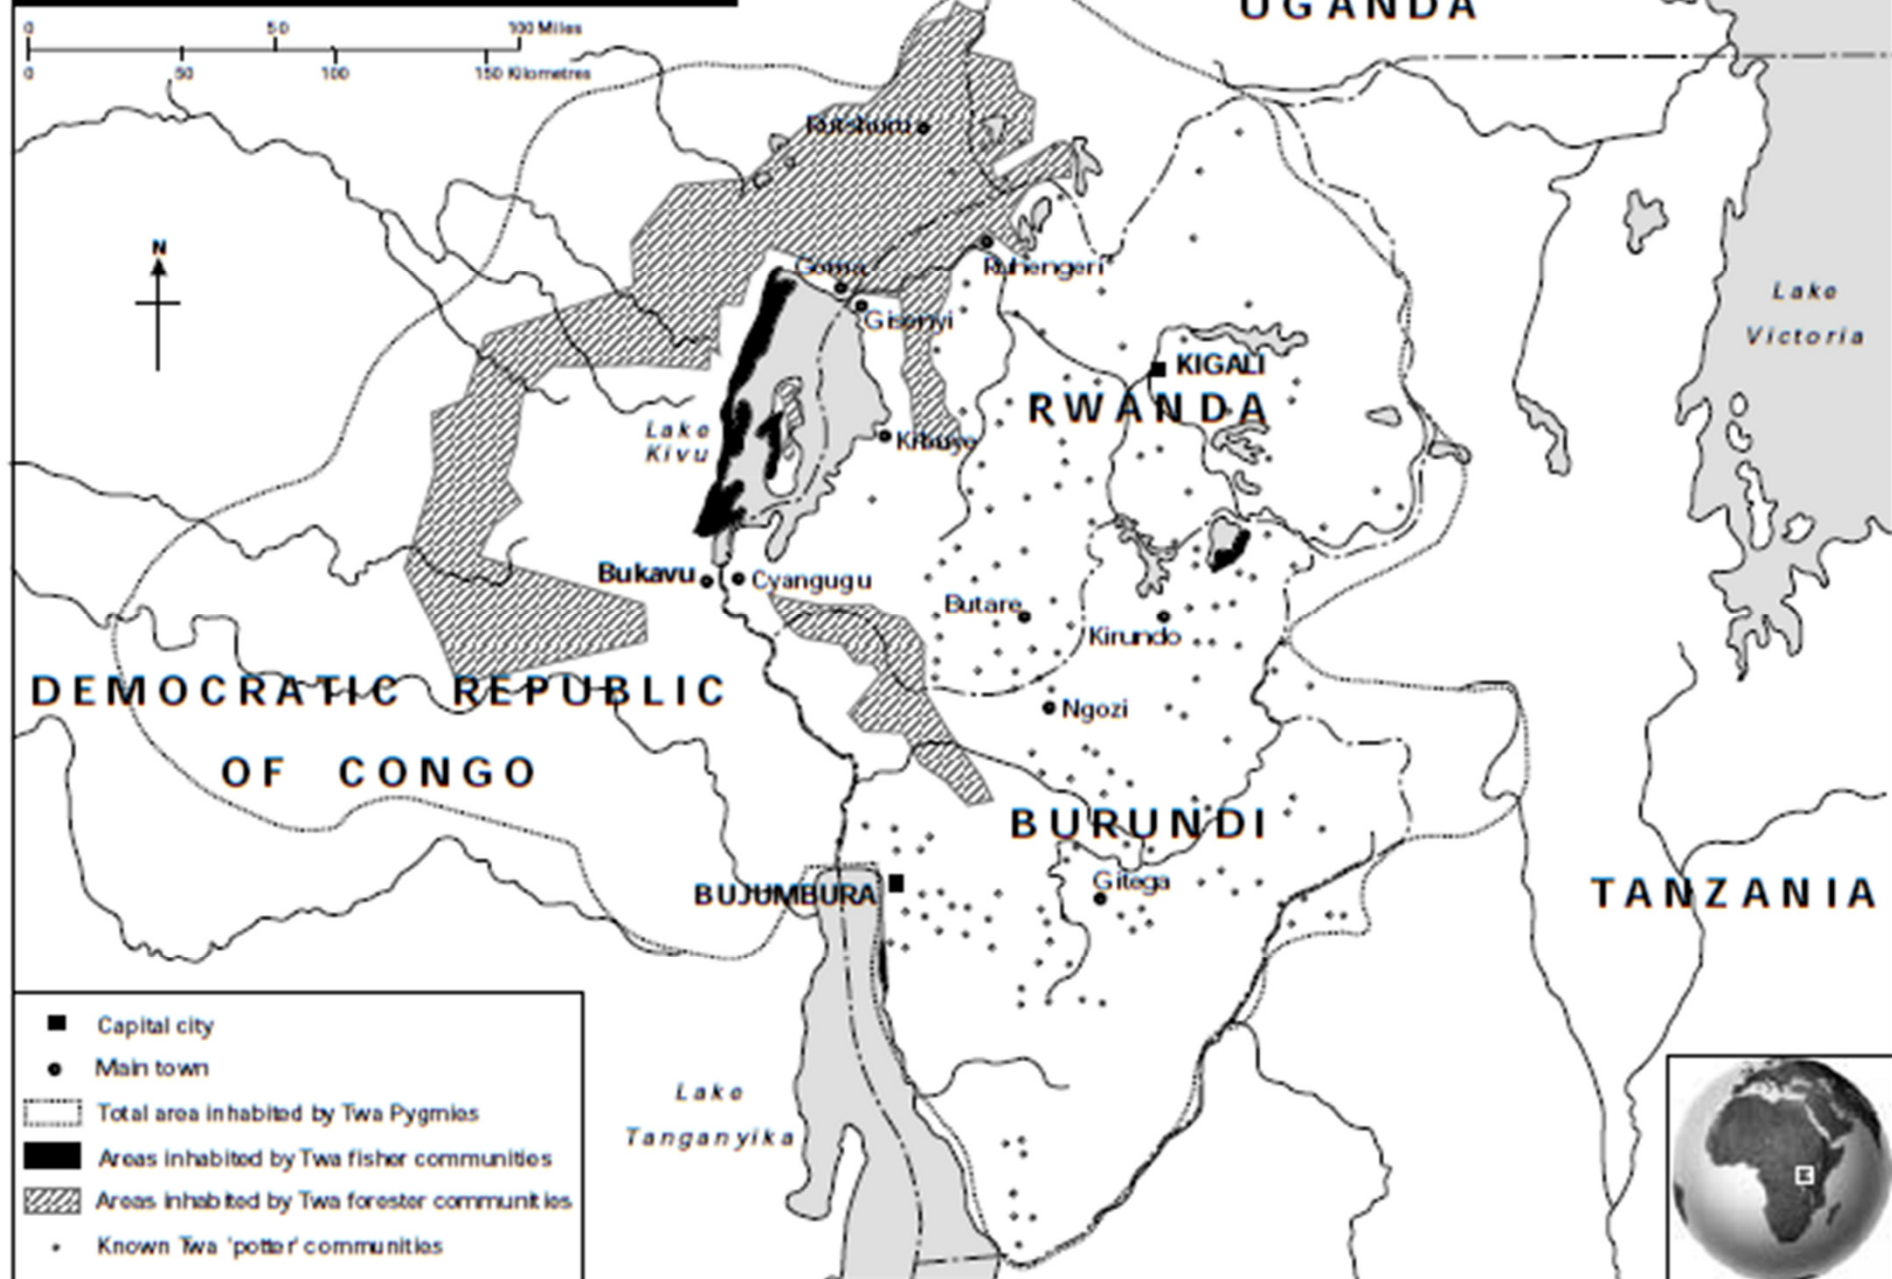 UGANDA
0 50 100 Miles
0 50 100 150 Kilometres
Rutshuru
N
Goma
Ruhengeri
Gisenyi
Lake
Victoria
KIGALI
RWANDA
Lake
Kivu
Kibuye
Bukavu
Cyangugu
Butare
Kirundo
DEMOCRATIC REPUBLIC
OF CONGO
Ngozi
BURUNDI
Gitega
BUJUMBURA
TANZANIA
Lake
Tanganyika
Capital city
Main town
Total area inhabited by Twa Pygmies
Areas inhabited by Twa fisher communities
Areas inhabited by Twa forester communities
Known Twa 'potter' communities